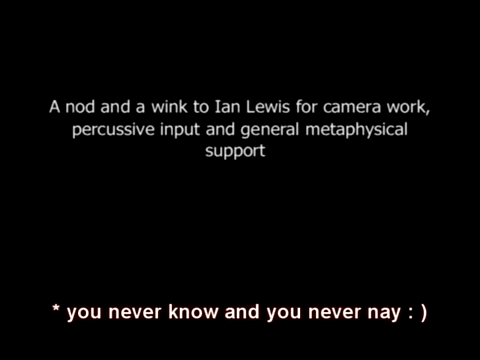 A nod and a wink to Ian Lewis for camera work,
percussive input and general metaphysical
support
* you never know and you never nay : )